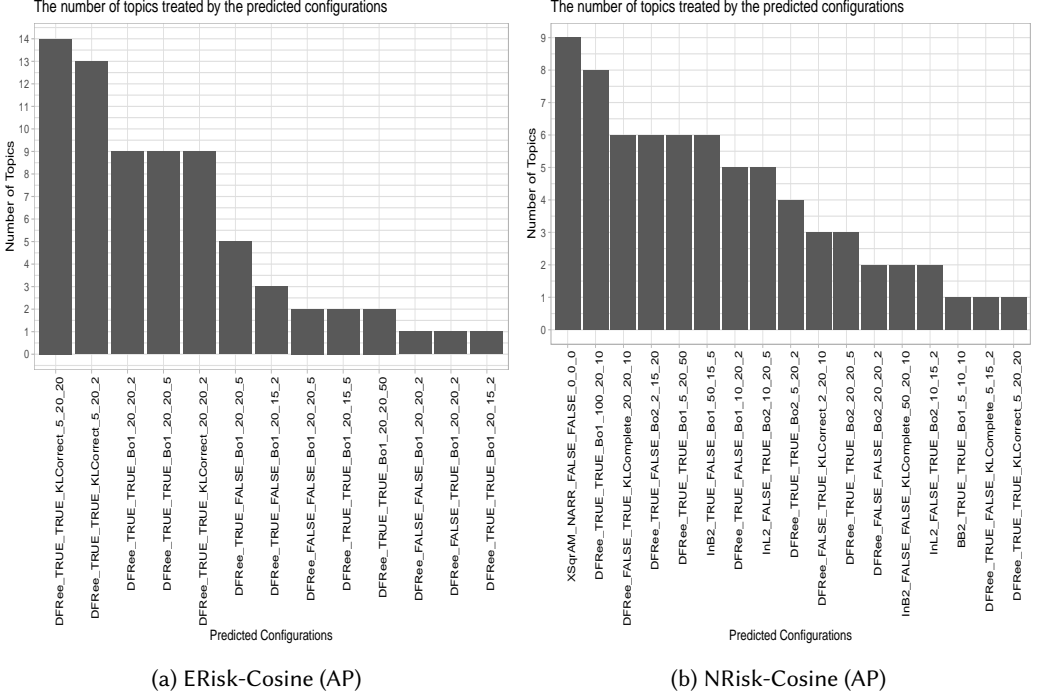 The number of topics treated by the predicted configurations
14
13
12
11
10
9
8
7
6
5
4
3
2
1
0
Number of Topics
DFRee_TRUE_TRUE_KLCorrect_5_20_20
DFRee_TRUE_TRUE_KLCorrect_5_20_2
DFRee_TRUE_TRUE_Bo1_20_20_2
DFRee_TRUE_TRUE_Bo1_20_20_5
DFRee_TRUE_TRUE_KLCorrect_20_20_2
DFRee_TRUE_FALSE_Bo1_20_20_5
DFRee_TRUE_FALSE_Bo1_20_15_2
DFRee_FALSE_FALSE_Bo1_20_20_5
DFRee_TRUE_TRUE_Bo1_20_15_5
DFRee_TRUE_TRUE_Bo1_20_20_50
DFRee_FALSE_FALSE_Bo1_20_20_2
DFRee_TRUE_FALSE_Bo1_20_20_2
DFRee_TRUE_TRUE_Bo1_20_15_2
Predicted Configurations
(a) ERisk-Cosine (AP)
The number of topics treated by the predicted configurations
9
8
7
6
5
4
3
2
1
0
Number of Topics
XSqrAM_NARR_FALSE_FALSE_0_0_0
DFRee_TRUE_TRUE_Bo1_100_20_10
DFRee_FALSE_TRUE_KLComplete_20_20_10
DFRee_TRUE_FALSE_Bo2_2_15_20
DFRee_TRUE_TRUE_Bo1_5_20_50
InB2_TRUE_FALSE_Bo1_50_15_5
DFRee_TRUE_TRUE_Bo1_10_20_2
InL2_FALSE_TRUE_Bo2_10_20_5
DFRee_TRUE_TRUE_Bo2_5_20_2
DFRee_FALSE_TRUE_KLCorrect_2_20_10
DFRee_TRUE_TRUE_Bo2_20_20_5
DFRee_FALSE_FALSE_Bo2_20_20_2
InB2_FALSE_FALSE_KLComplete_50_20_10
InL2_FALSE_TRUE_Bo2_10_15_2
BB2_TRUE_TRUE_Bo1_5_10_10
DFRee_TRUE_FALSE_KLComplete_5_15_2
DFRee_TRUE_TRUE_KLCorrect_5_20_20
Predicted Configurations
(b) NRisk-Cosine (AP)